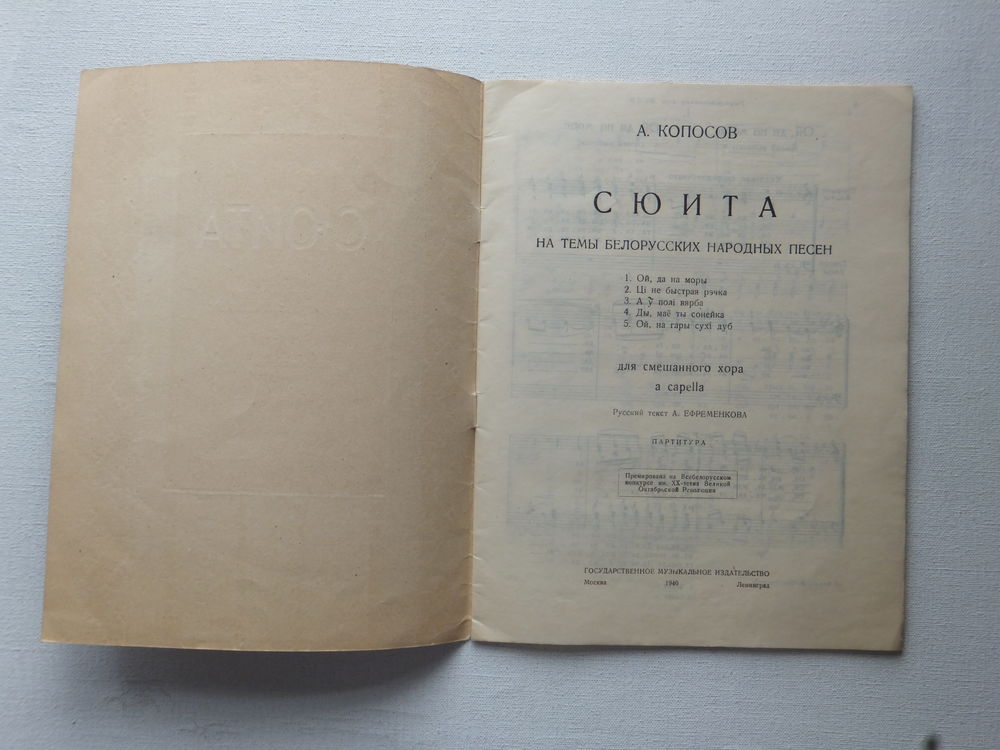 А. КОПОСОВ
СЮИТА
НА ТЕМЫ БЕЛОРУССКИХ НАРОДНЫХ ПЕСЕН
1. Ой, да на моры
2. Ці не быстрая рэчка
3. А ў полі вярба
4. Ды, маё ты сонейка
5. Ой, на гары сухі дуб
для смешанного хора
a capella
Русский текст А. ЕФРЕМЕНКОВА
ПАРТИТУРА
Премирована на Всебелорусском
конкурсе им. XX-летия Великой
Октябрьской Революции
ГОСУДАРСТВЕННОЕ МУЗЫКАЛЬНОЕ ИЗДАТЕЛЬСТВО
Москва 1940 Ленинград